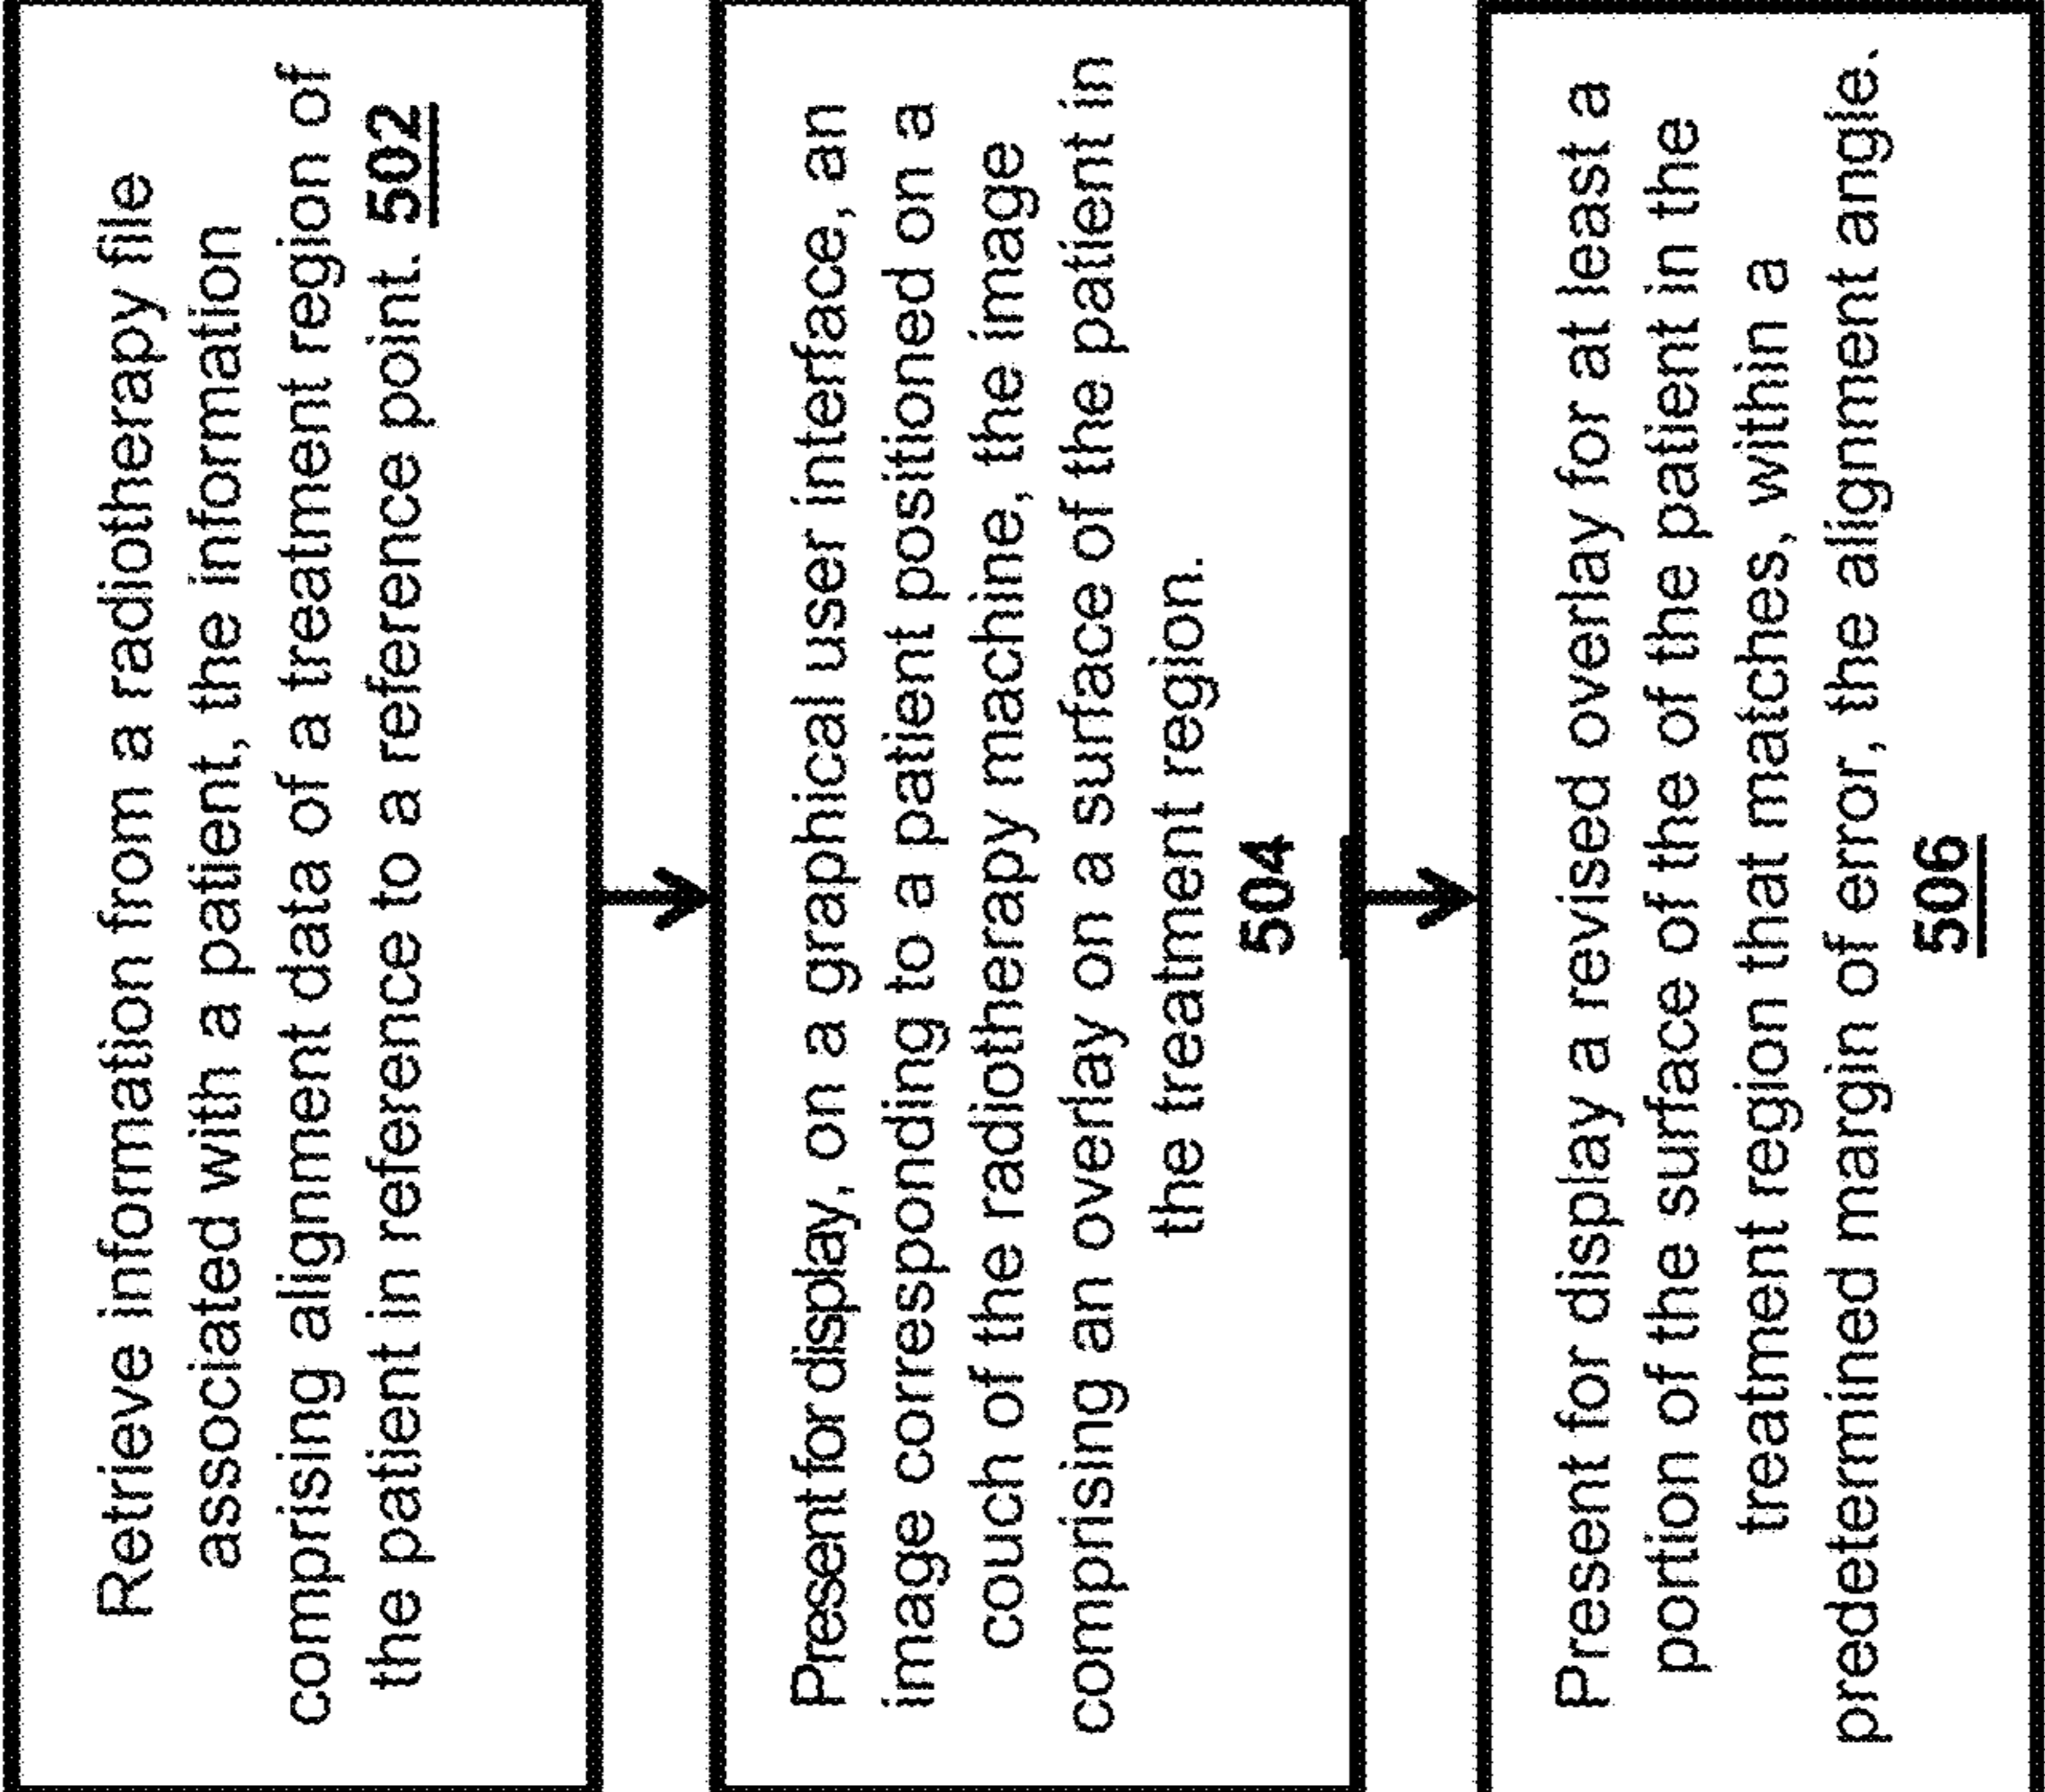 Retrieve information from a radiotherapy file
associated with a patient, the information
comprising alignment data of a treatment region of
the patient in reference to a reference point. 502
Present for display, on a graphical user interface, an
image corresponding to a patient positioned on a
couch of the radiotherapy machine, the image
comprising an overlay on a surface of the patient in
the treatment region.
504
Present for display a revised overlay for at least a
portion of the surface of the of the patient in the
treatment region that matches, within a
predetermined margin of error, the alignment angle.
506